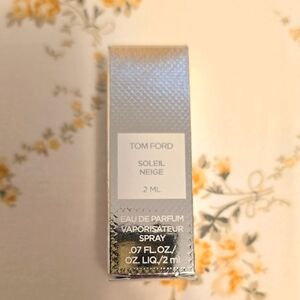 TOM FORD
SOLEIL
NEIGE
2 ML
EAU DE PARFUM
VAPORISATEUR
SPRAY
.07 FL.OZ./
OZ. LIQ./2 ml